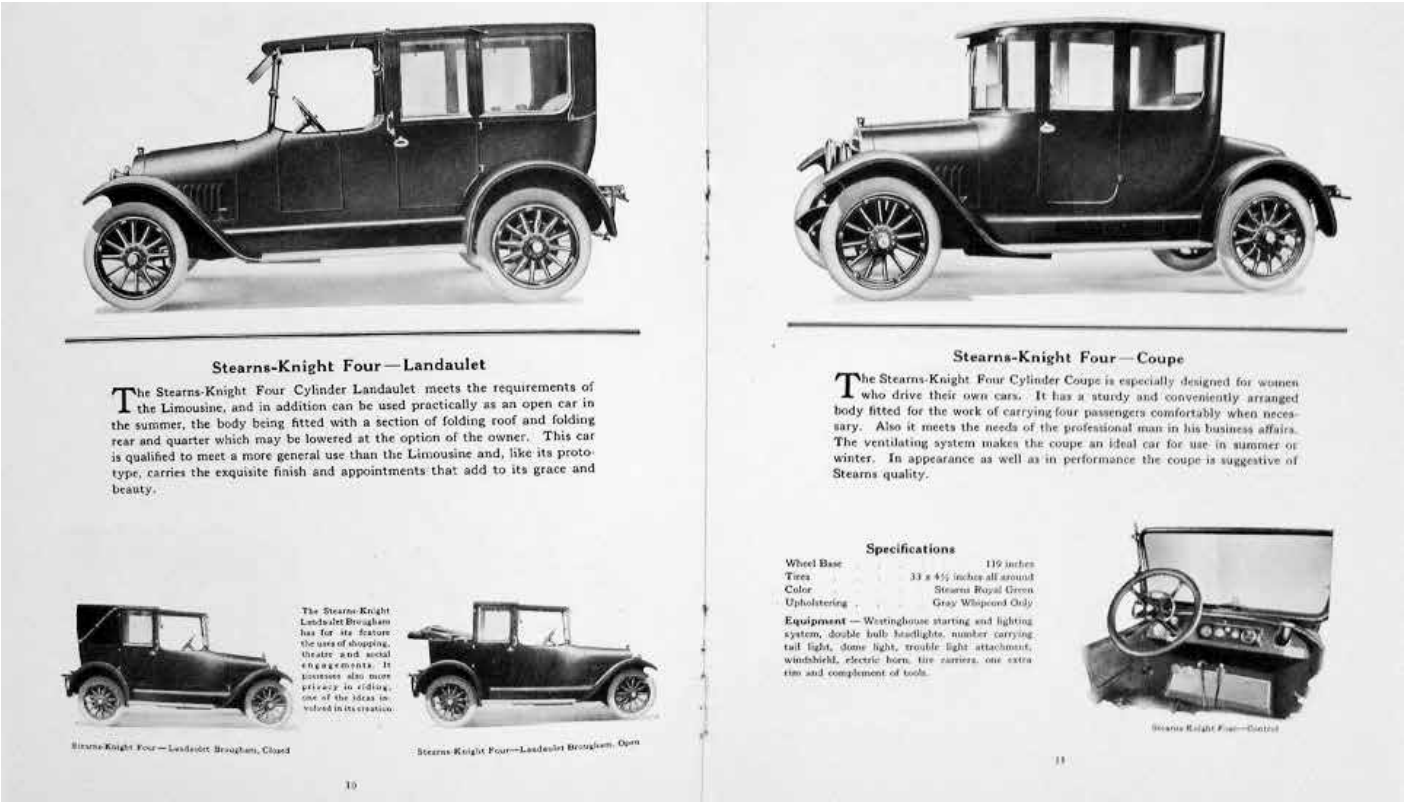 Stearns-Knight Four—Landaulet
The Stearns-Knight Four Cylinder Landaulet meets the requirements of
the Limousine, and in addition can be used practically as an open car in
the summer, the body being fitted with a section of folding roof and folding
rear and quarter which may be lowered at the option of the owner. This car
is qualified to meet a more general use than the Limousine and, like its proto-
type, carries the exquisite finish and appointments that add to its grace and
beauty.
The Stearns-Knight
Landaulet Brougham
has for its feature
the uses of shopping,
theatre and social
engagements. It
possesses also more
privacy in riding,
one of the ideas in-
volved in its creation
Stearns-Knight Four—Landaulet Brougham, Closed
Stearns-Knight Four—Landaulet Brougham, Open
10
Stearns-Knight Four—Coupe
The Stearns-Knight Four Cylinder Coupe is especially designed for women
who drive their own cars. It has a sturdy and conveniently arranged
body fitted for the work of carrying four passengers comfortably when neces-
sary. Also it meets the needs of the professional man in his business affairs.
The ventilating system makes the coupe an ideal car for use in summer or
winter. In appearance as well as in performance the coupe is suggestive of
Stearns quality.
Specifications
Wheel Base . . . 119 inches
Tires . . . 33 x 4½ inches all around
Color . . . Stearns Royal Green
Upholstering . . . Gray Whipcord Only
Equipment — Westinghouse starting and lighting
system, double bulb headlights, number carrying
tail light, dome light, trouble light attachment,
windshield, electric horn, tire carriers, one extra
rim and complement of tools.
Stearns-Knight Four—Control
11